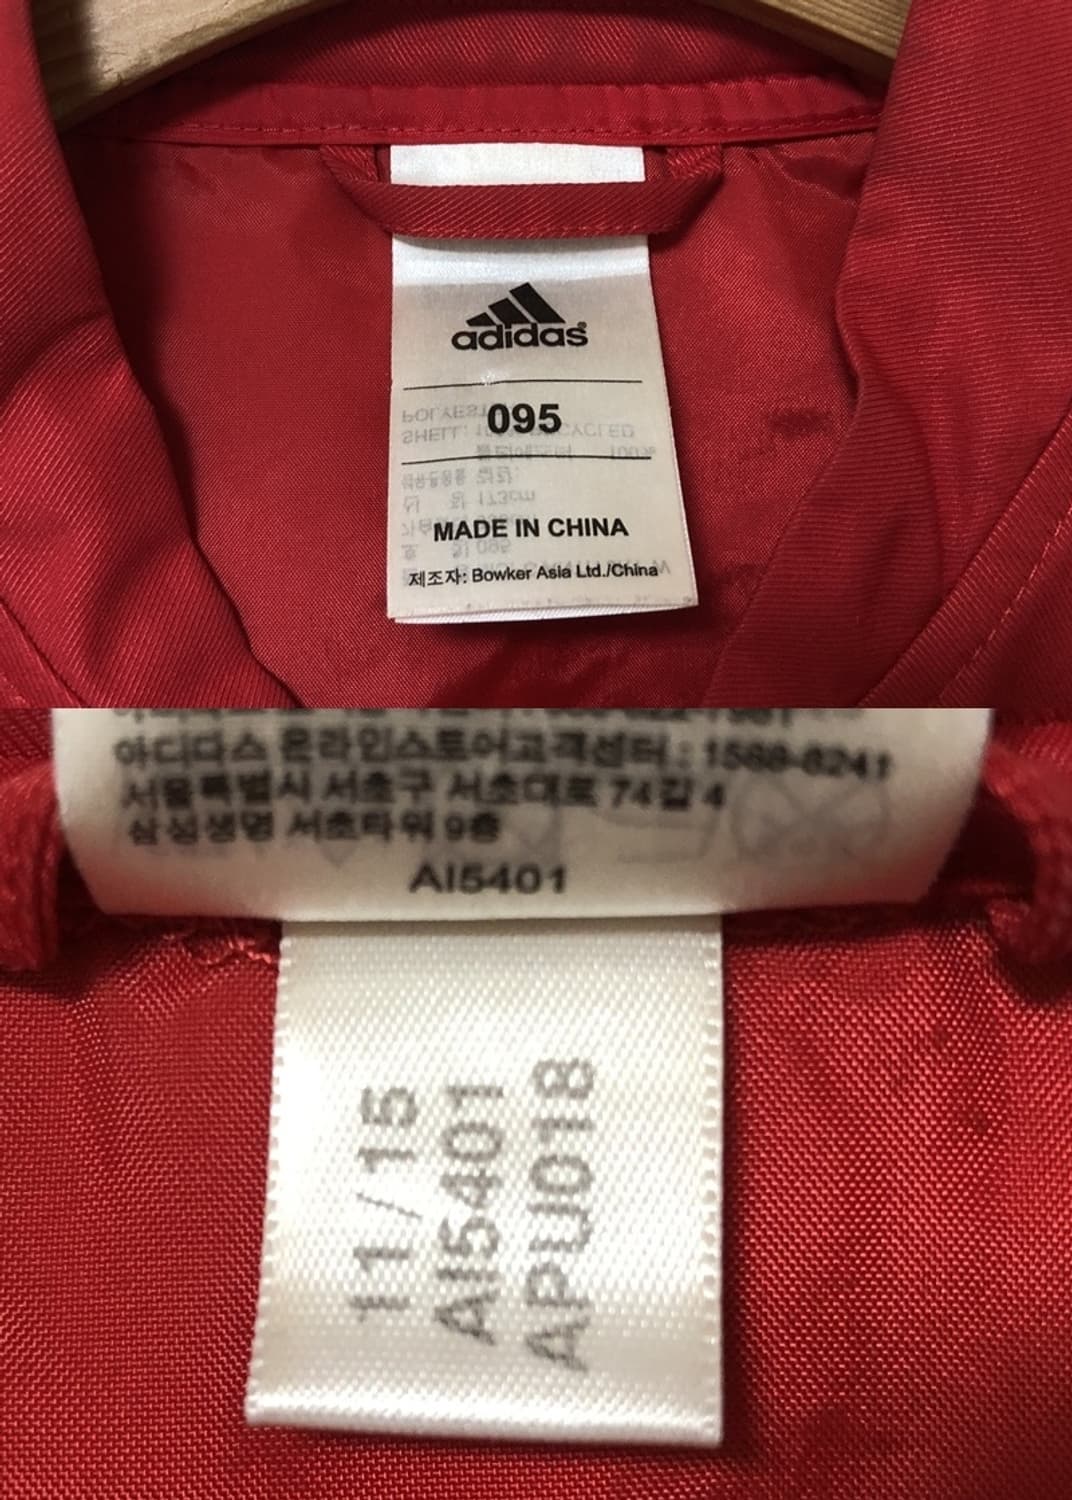 adidas
095
MADE IN CHINA
제조자: Bowker Asia Ltd./China
아디다스 온라인스토어고객센터 : 1588-8241
서울특별시 서초구 서초대로 74길 4
삼성생명 서초타워 9층
AI5401
11/15
AI5401
APU018